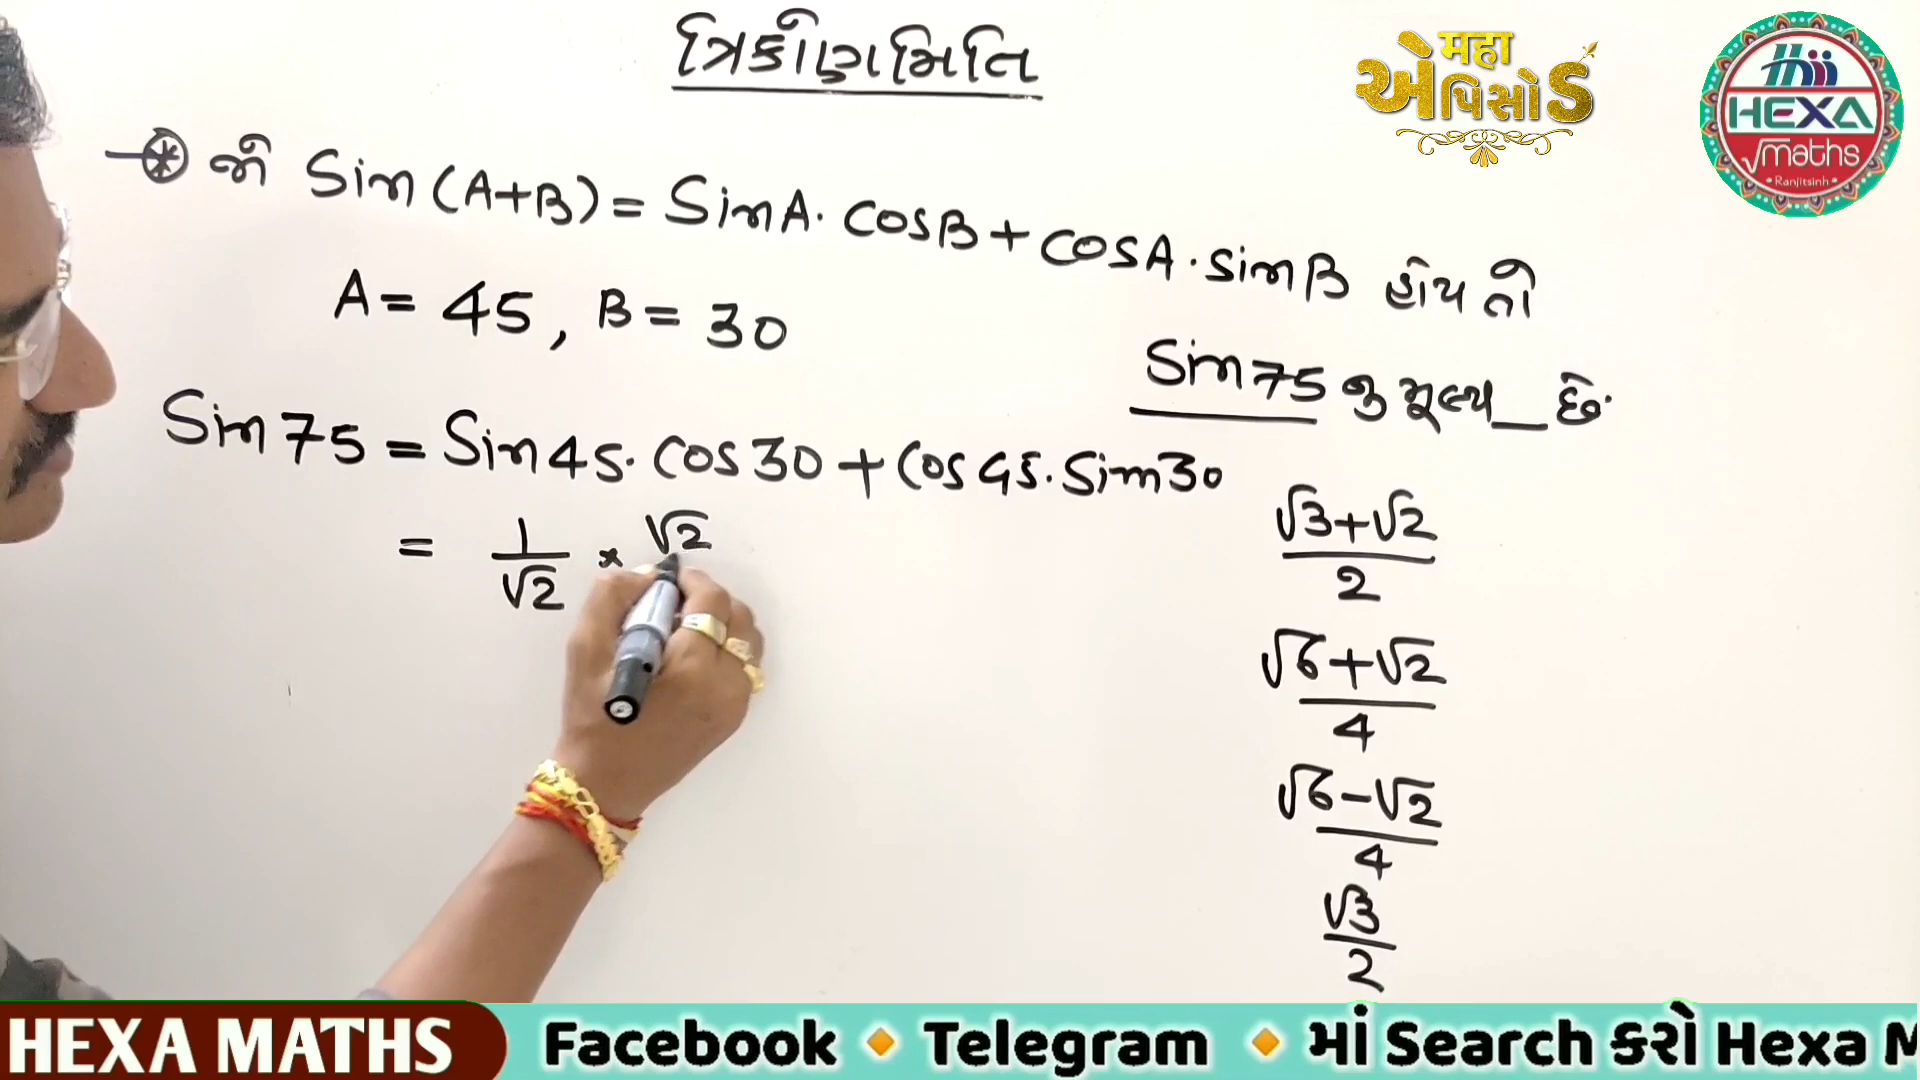 ત્રિકોણમિતિ
महा
એપિસોડ
HEXA
√maths
• Ranjitsinh •
જો Sin(A+B) = SinA . cosB + cosA . sinB હોય તો
A = 45, B = 30
Sin75 નુ મૂલ્ય __ છે.
Sin75 = Sin45 . cos30 + cos45 . Sin30
= 1/√2 × √2
√3+√2/2
√6+√2/4
√6-√2/4
√3/2
HEXA MATHS Facebook 🔸 Telegram 🔸 માં Search કરો Hexa M